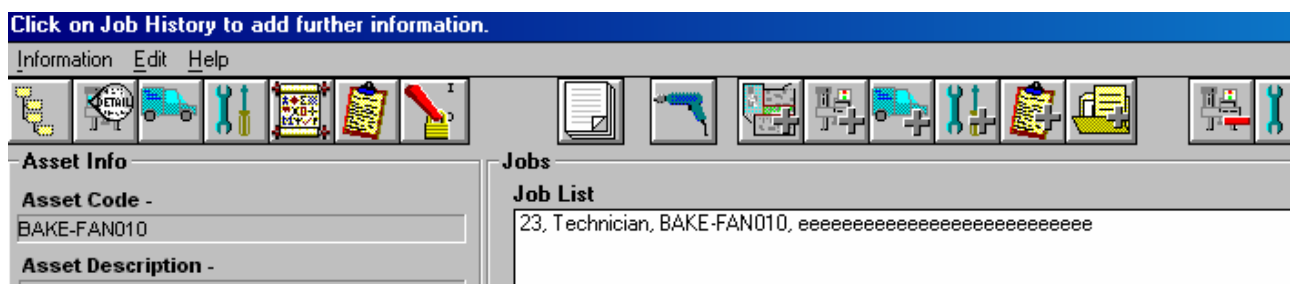 Click on Job History to add further information.
Information Edit Help
DETAIL
Asset Info
Jobs
Asset Code -
Job List
BAKE-FAN010
23, Technician, BAKE-FAN010, eeeeeeeeeeeeeeeeeeeeeeeeeee
Asset Description -